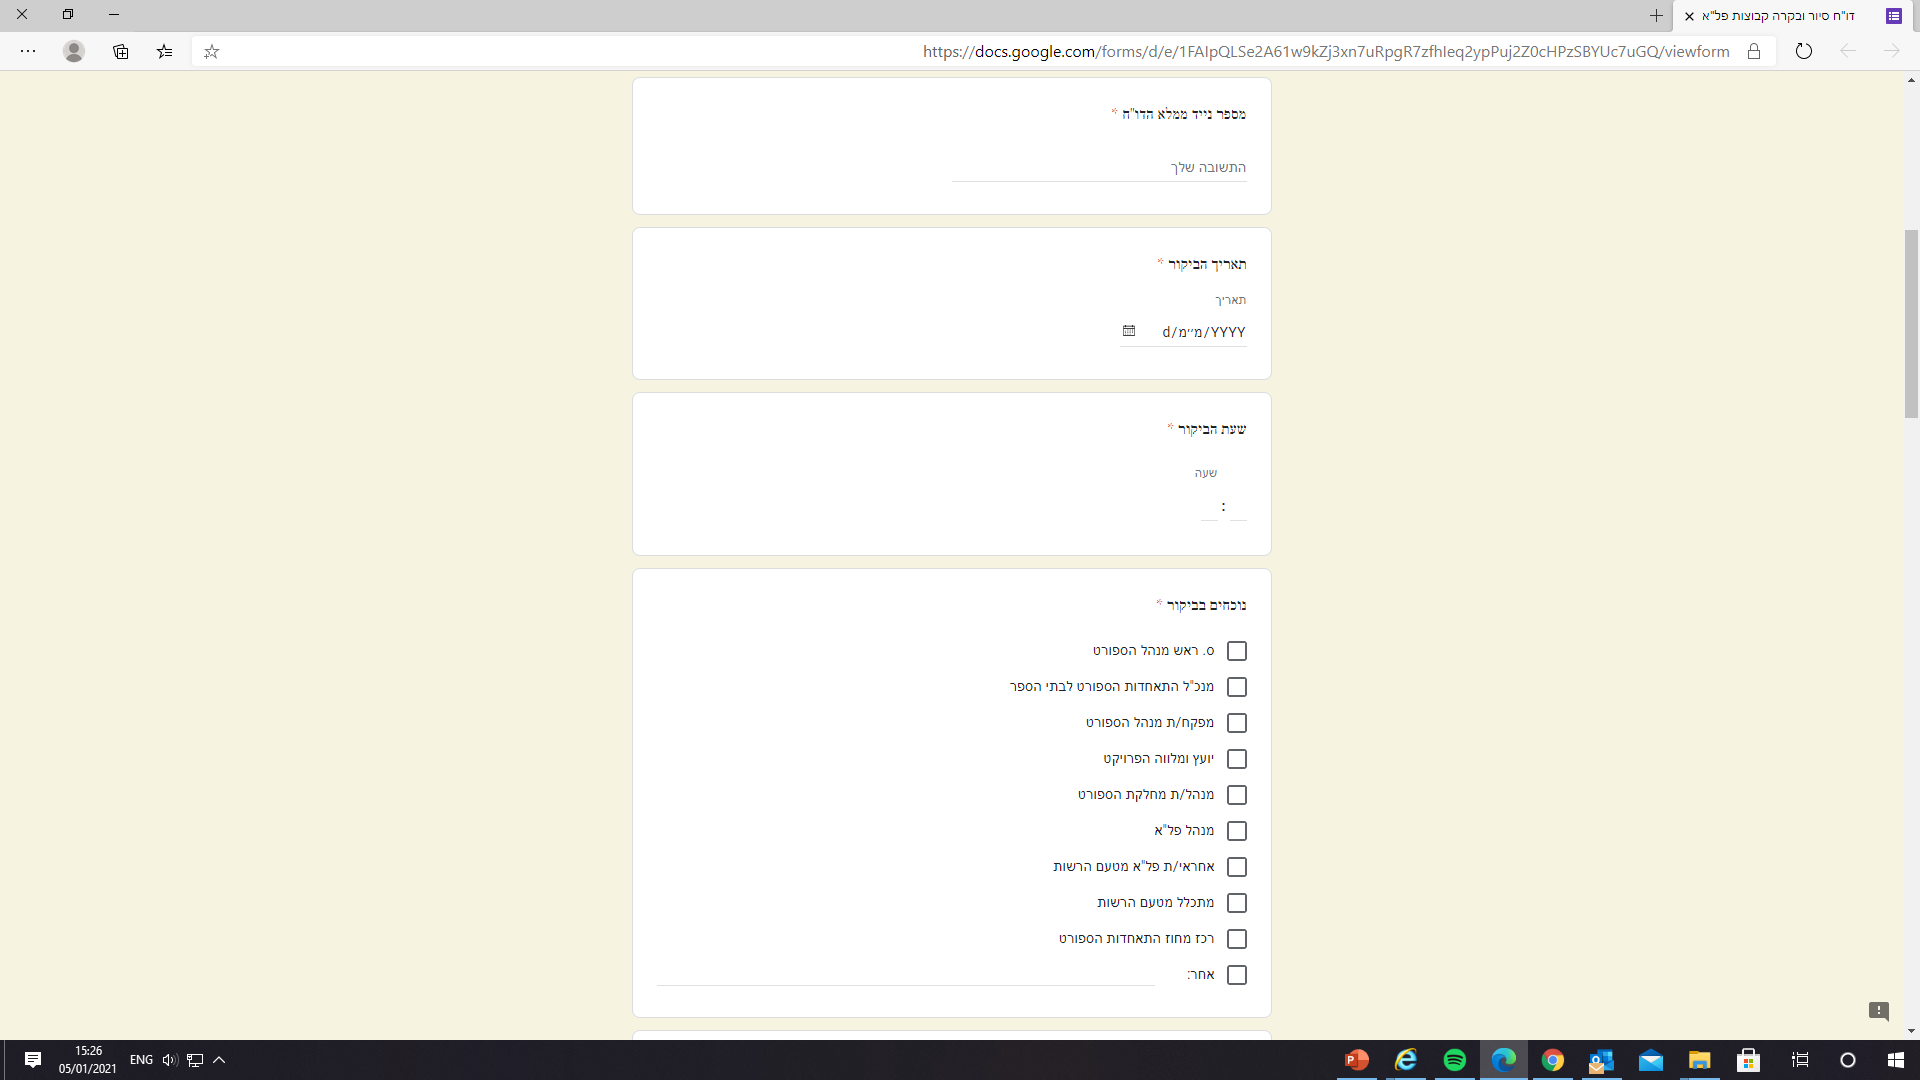 דו"ח סיור ובקרה קבוצות פל"א
https://docs.google.com/forms/d/e/1FAIpQLSe2A61w9kZj3xn7uRpgR7zfhIeq2ypPuj2Z0cHPzSBYUc7uGQ/viewform
מספר נייד ממלא הדו"ח *
התשובה שלך
תאריך הביקור *
תאריך
d/מ׳׳מ/YYYY
שעת הביקור *
שעה
:
נוכחים בביקור *
ס. ראש מנהל הספורט
מנכ"ל התאחדות הספורט לבתי הספר
מפקח/ת מנהל הספורט
יועץ ומלווה הפרויקט
מנהל/ת מחלקת הספורט
מנהל פל"א
אחראי/ת פל"א מטעם הרשות
מתכלל מטעם הרשות
רכז מחוז התאחדות הספורט
אחר:
15:26
ENG
05/01/2021